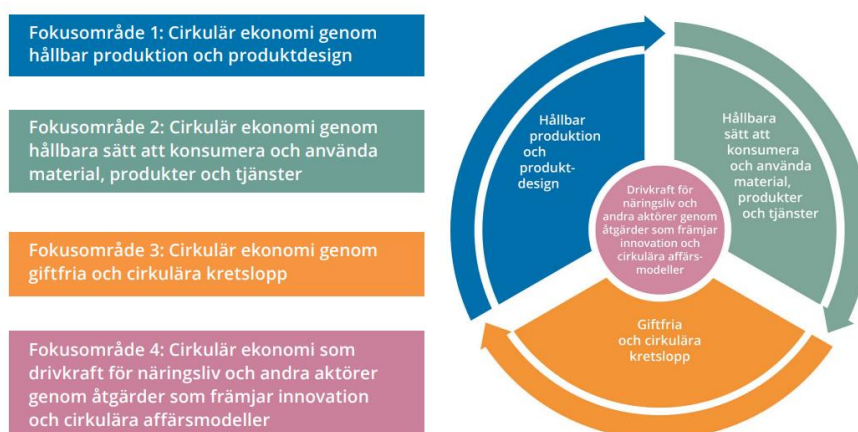 Fokusområde 1: Cirkulär ekonomi genom
hållbar produktion och produktdesign
Fokusområde 2: Cirkulär ekonomi genom
hållbara sätt att konsumera och använda
material, produkter och tjänster
Fokusområde 3: Cirkulär ekonomi genom
giftfria och cirkulära kretslopp
Fokusområde 4: Cirkulär ekonomi som
drivkraft för näringsliv och andra aktörer
genom åtgärder som främjar innovation
och cirkulära affärsmodeller
Hållbar
produktion
och
produkt-
design
Hållbara
sätt att
konsumera
och använda
material,
produkter
och tjänster
Drivkraft för
näringsliv och
andra aktörer genom
åtgärder som främjar
innovation och
cirkulära affärs-
modeller
Giftfria
och cirkulära
kretslopp